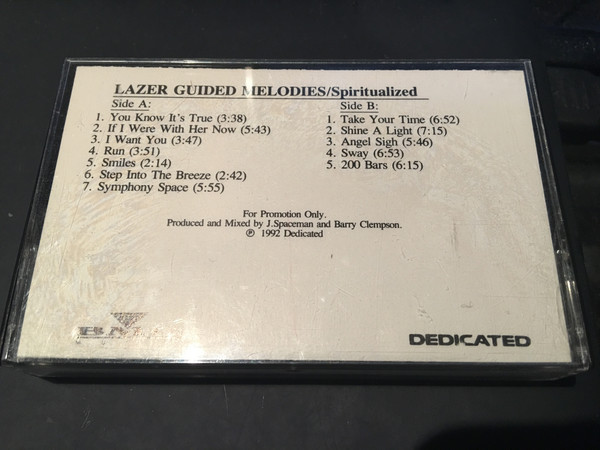 LAZER GUIDED MELODIES/Spiritualized
Side A:
1. You Know It's True (3:38)
2. If I Were With Her Now (5:43)
3. I Want You (3:47)
4. Run (3:51)
5. Smiles (2:14)
6. Step Into The Breeze (2:42)
7. Symphony Space (5:55)
Side B:
1. Take Your Time (6:52)
2. Shine A Light (7:15)
3. Angel Sigh (5:46)
4. Sway (6:53)
5. 200 Bars (6:15)
For Promotion Only.
Produced and Mixed by J.Spaceman and Barry Clempson.
℗ 1992 Dedicated
DEDICATED